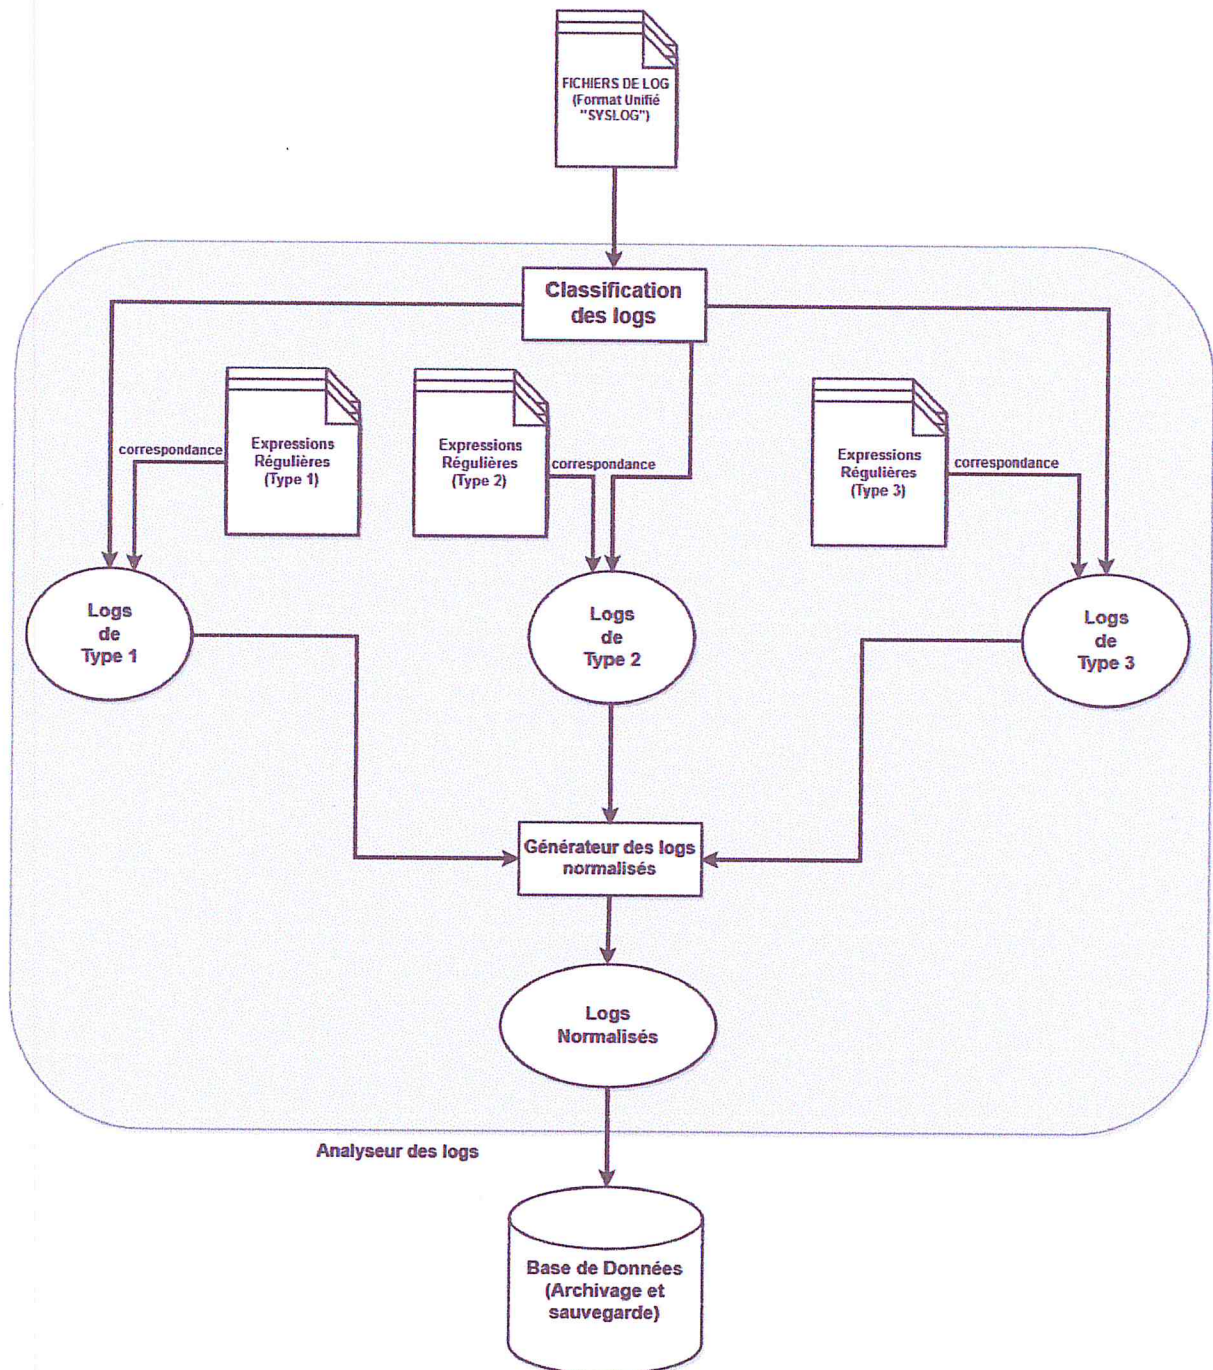 FICHIERS DE LOG
(Format Unifié
"SYSLOG")
Classification
des logs
correspondance
Expressions
Régulières
(Type 1)
Expressions
Régulières
(Type 2)
correspondance
Expressions
Régulières
(Type 3)
correspondance
Logs
de
Type 1
Logs
de
Type 2
Logs
de
Type 3
Générateur des logs
normalisés
Logs
Normalisés
Analyseur des logs
Base de Données
(Archivage et
sauvegarde)